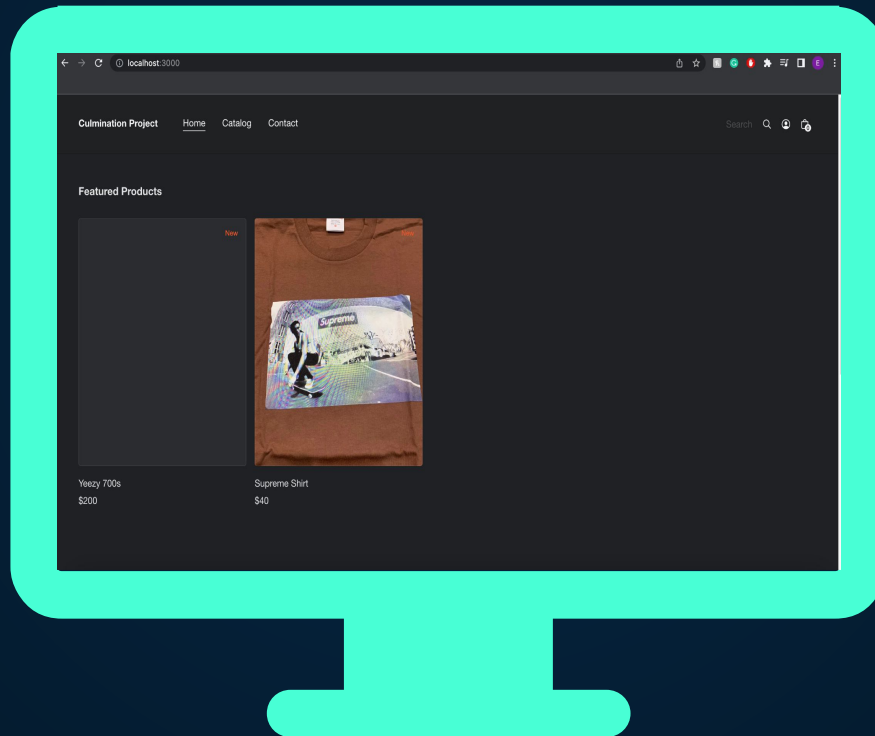 localhost:3000
Culmination Project Home Catalog Contact Search
Featured Products
New
Supreme
Yeezy 700s Supreme Shirt
$200 $40